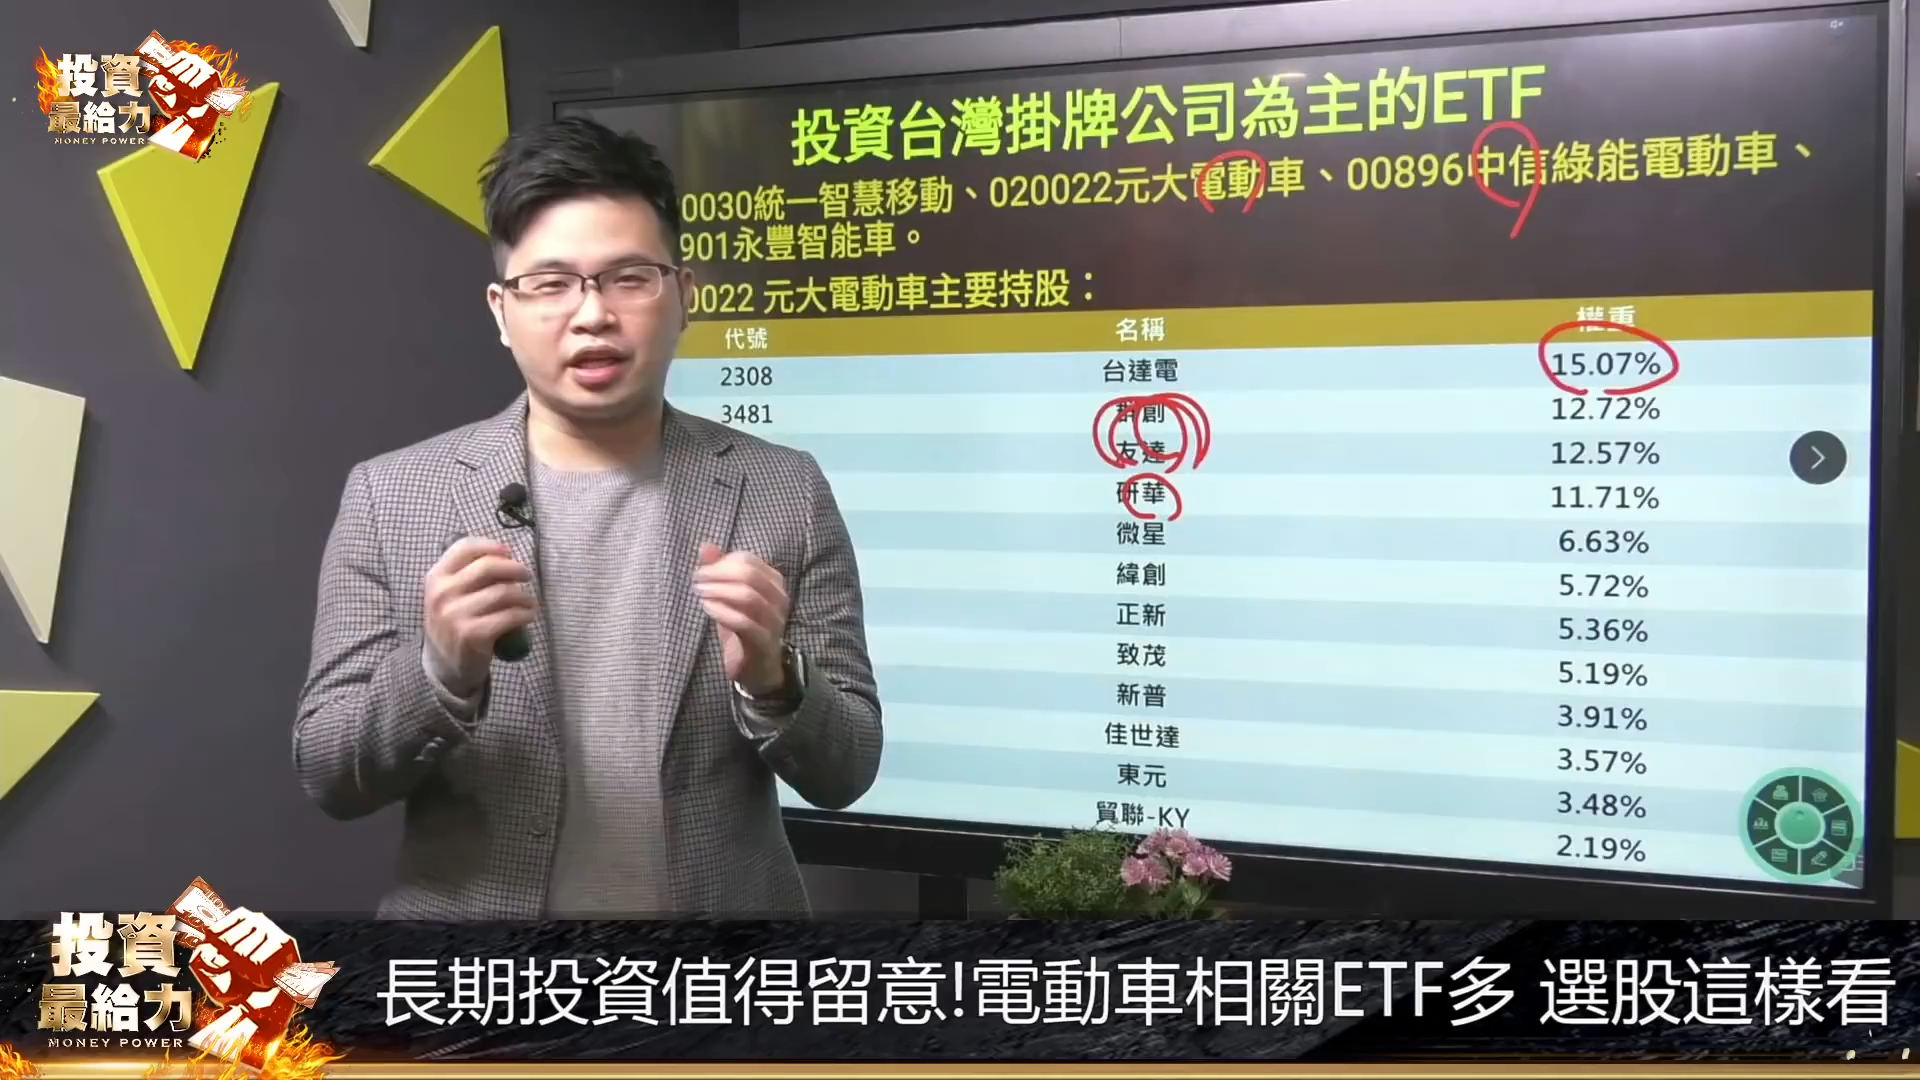 投資
最給力
MONEY POWER
投資台灣掛牌公司為主的ETF
0030統一智慧移動、020022元大電動車、00896中信綠能電動車、
901永豐智能車。
0022 元大電動車主要持股：
代號 名稱 權重
2308 台達電 15.07%
3481 群創 12.72%
友達 12.57%
研華 11.71%
微星 6.63%
緯創 5.72%
正新 5.36%
致茂 5.19%
新普 3.91%
佳世達 3.57%
東元 3.48%
貿聯-KY 2.19%
投資
最給力
MONEY POWER
長期投資值得留意!電動車相關ETF多 選股這樣看